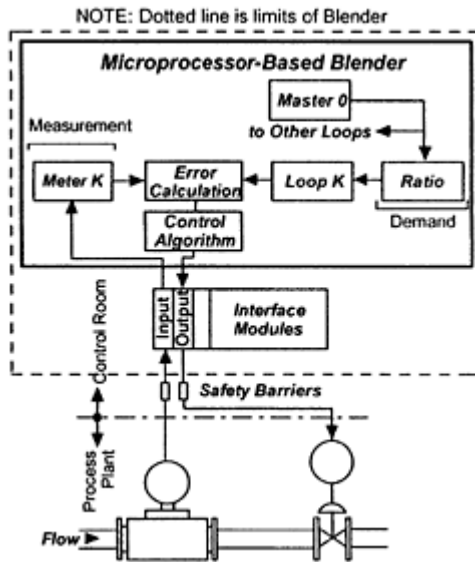 NOTE: Dotted line is limits of Blender
Microprocessor-Based Blender
Master 0
to Other Loops
Measurement
Meter K
Error
Calculation
Loop K
Ratio
Demand
Control
Algorithm
Input
Output
Interface
Modules
Control Room
Safety Barriers
Process
Plant
Flow